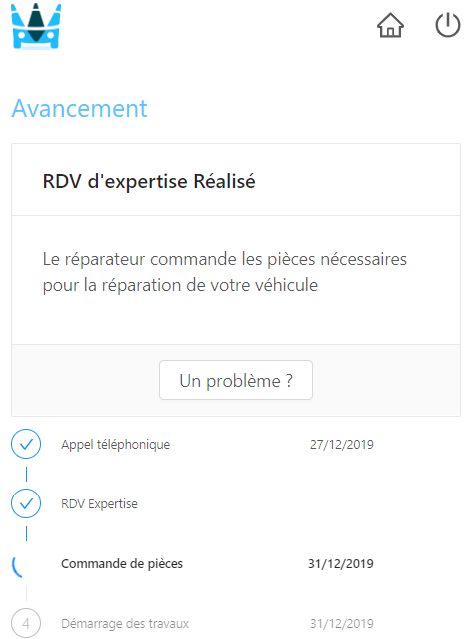 Avancement
RDV d'expertise Réalisé
Le réparateur commande les pièces nécessaires
pour la réparation de votre véhicule
Un problème ?
Appel téléphonique 27/12/2019
RDV Expertise
Commande de pièces 31/12/2019
4 Démarrage des travaux 31/12/2019